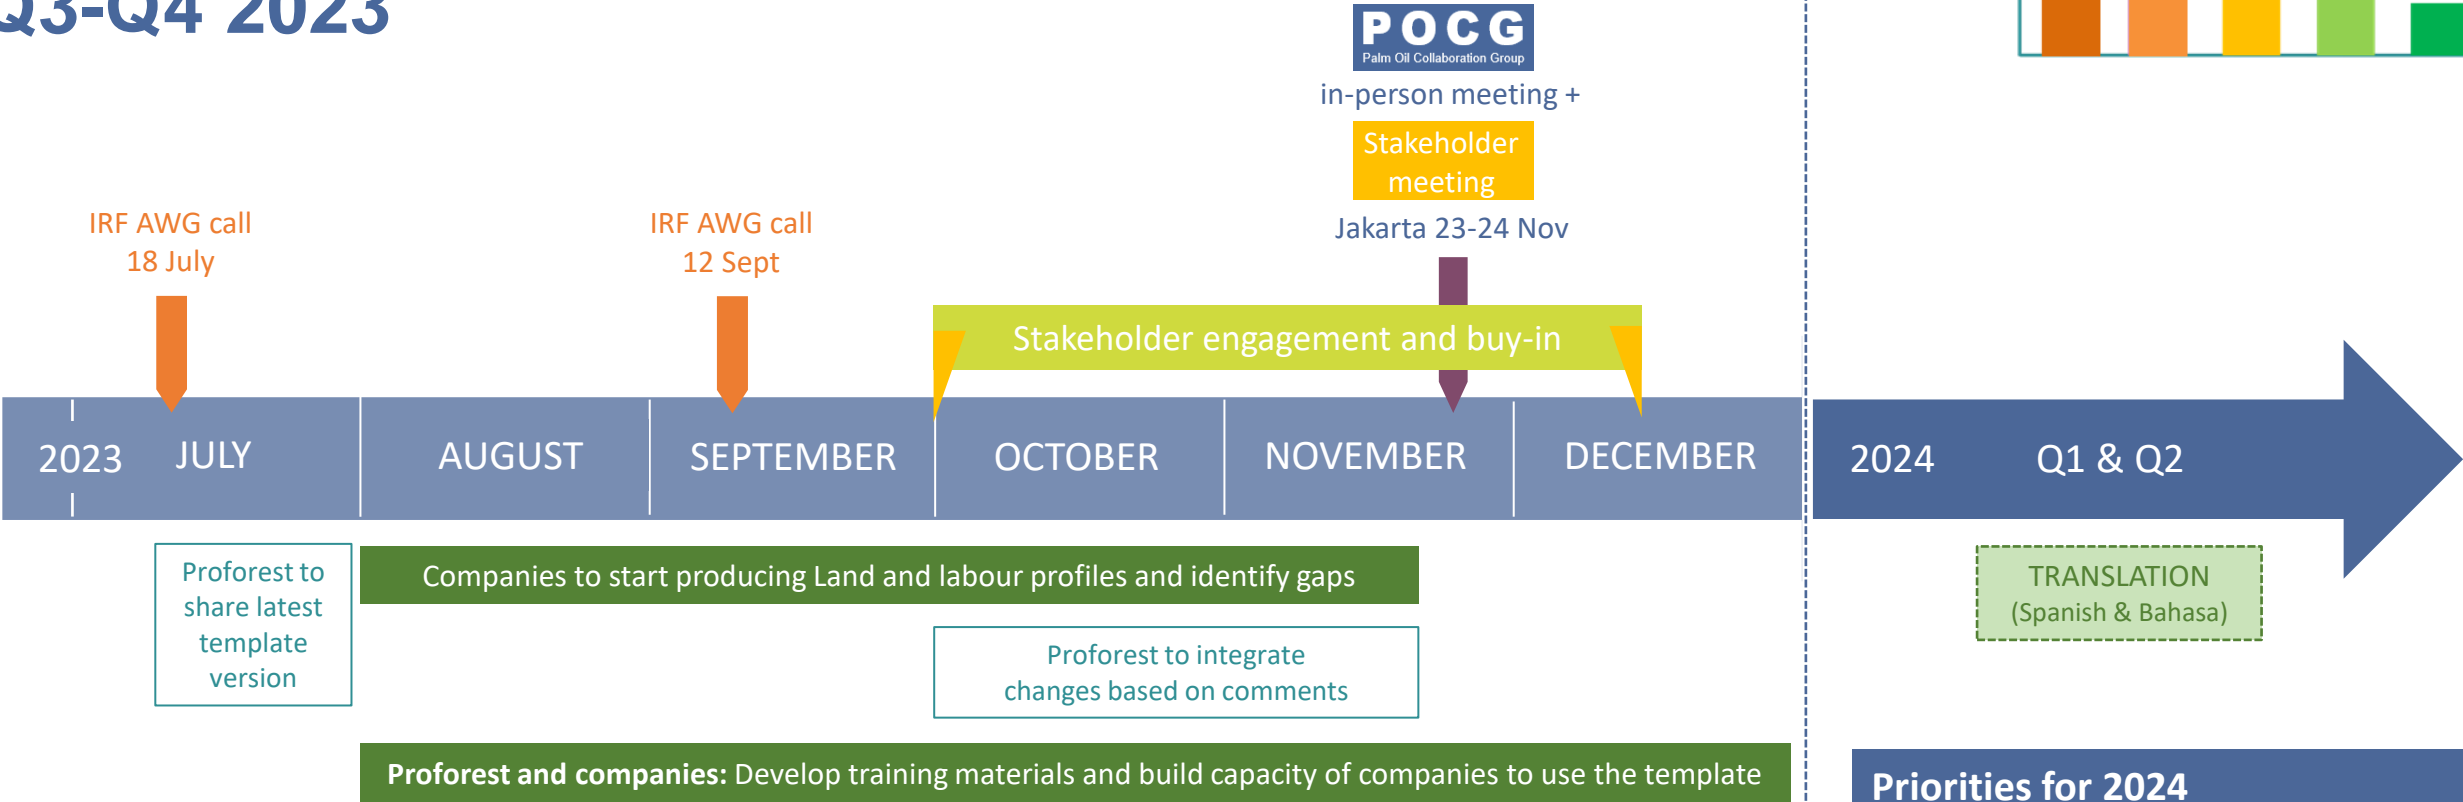 Q3-Q4 2023
POCG
Palm Oil Collaboration Group
in-person meeting +
Stakeholder
meeting
Jakarta 23-24 Nov
IRF AWG call
18 July
IRF AWG call
12 Sept
Stakeholder engagement and buy-in
2023 JULY AUGUST SEPTEMBER OCTOBER NOVEMBER DECEMBER 2024 Q1 & Q2
Proforest to
share latest
template
version
Companies to start producing Land and labour profiles and identify gaps
TRANSLATION
(Spanish & Bahasa)
Proforest to integrate
changes based on comments
Proforest and companies: Develop training materials and build capacity of companies to use the template
Priorities for 2024